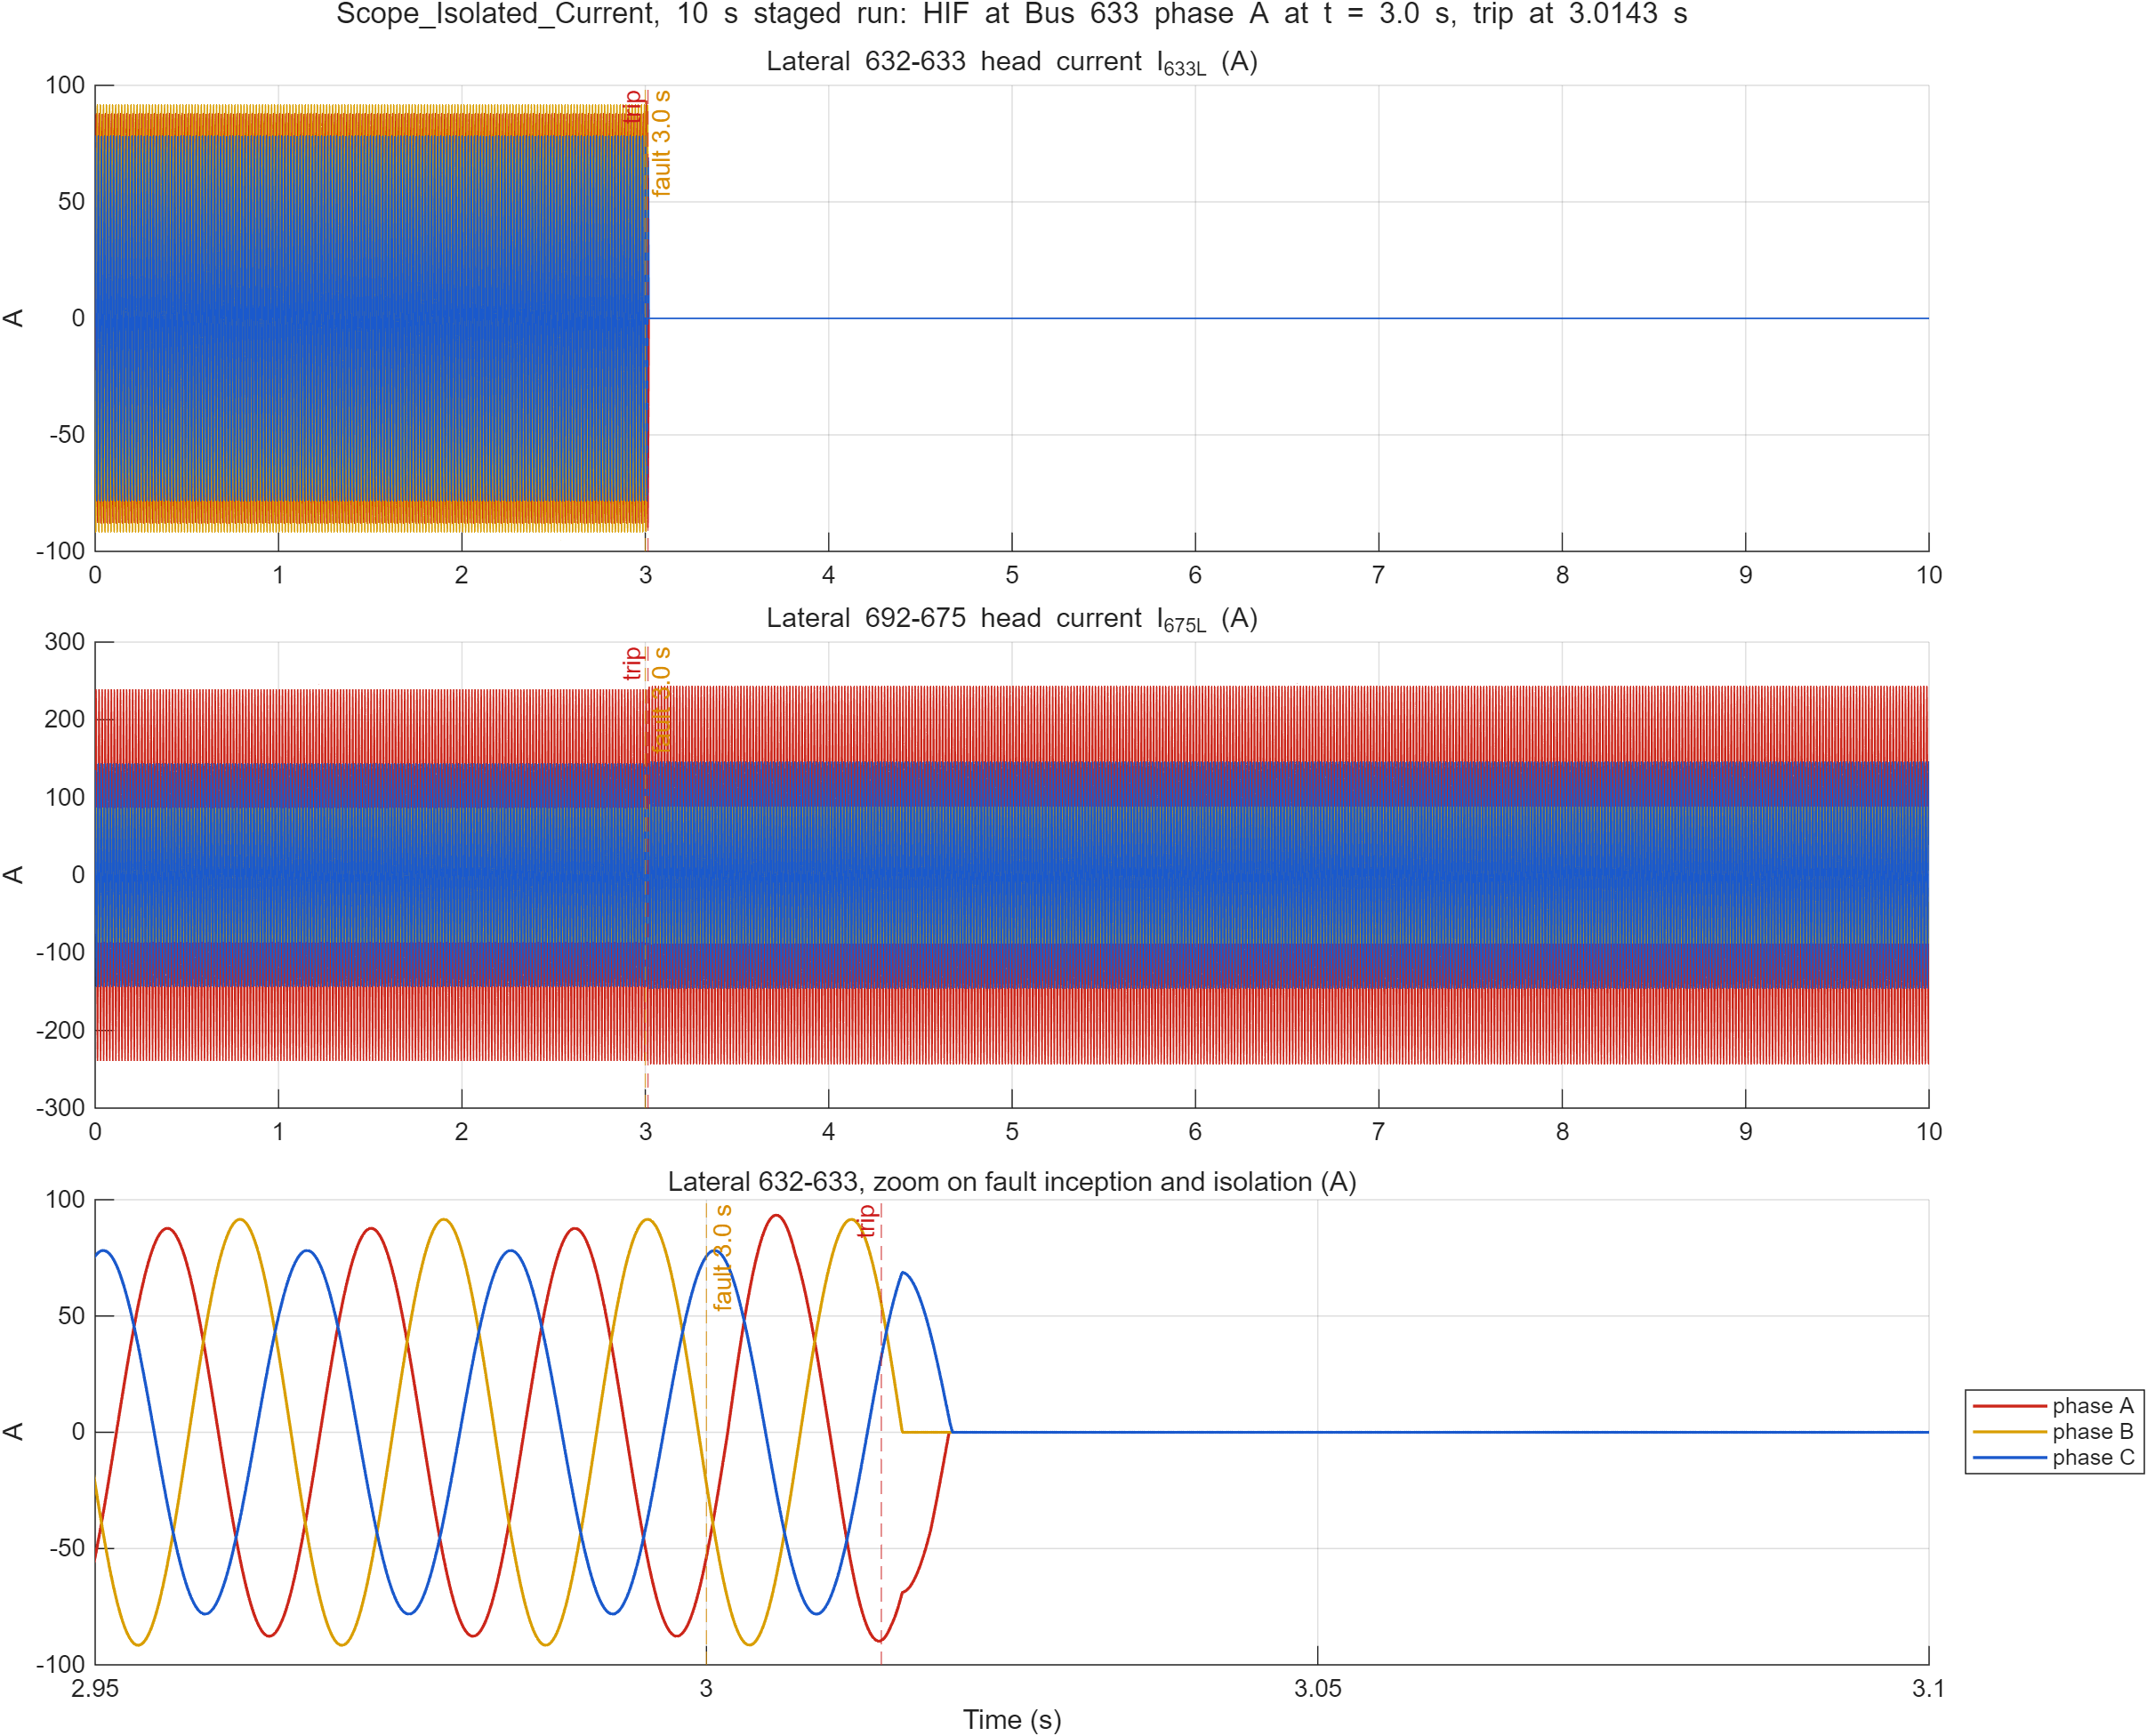 Scope_Isolated_Current, 10 s staged run: HIF at Bus 633 phase A at t = 3.0 s, trip at 3.0143 s
Lateral 632-633 head current I633L (A)
100
50
0
-50
-100
A
trip
fault 3.0 s
0 1 2 3 4 5 6 7 8 9 10
Lateral 692-675 head current I675L (A)
300
200
100
0
-100
-200
-300
A
trip
fault 3.0 s
0 1 2 3 4 5 6 7 8 9 10
Lateral 632-633, zoom on fault inception and isolation (A)
100
50
0
-50
-100
A
fault 3.0 s
trip
2.95 3 3.05 3.1
Time (s)
phase A
phase B
phase C